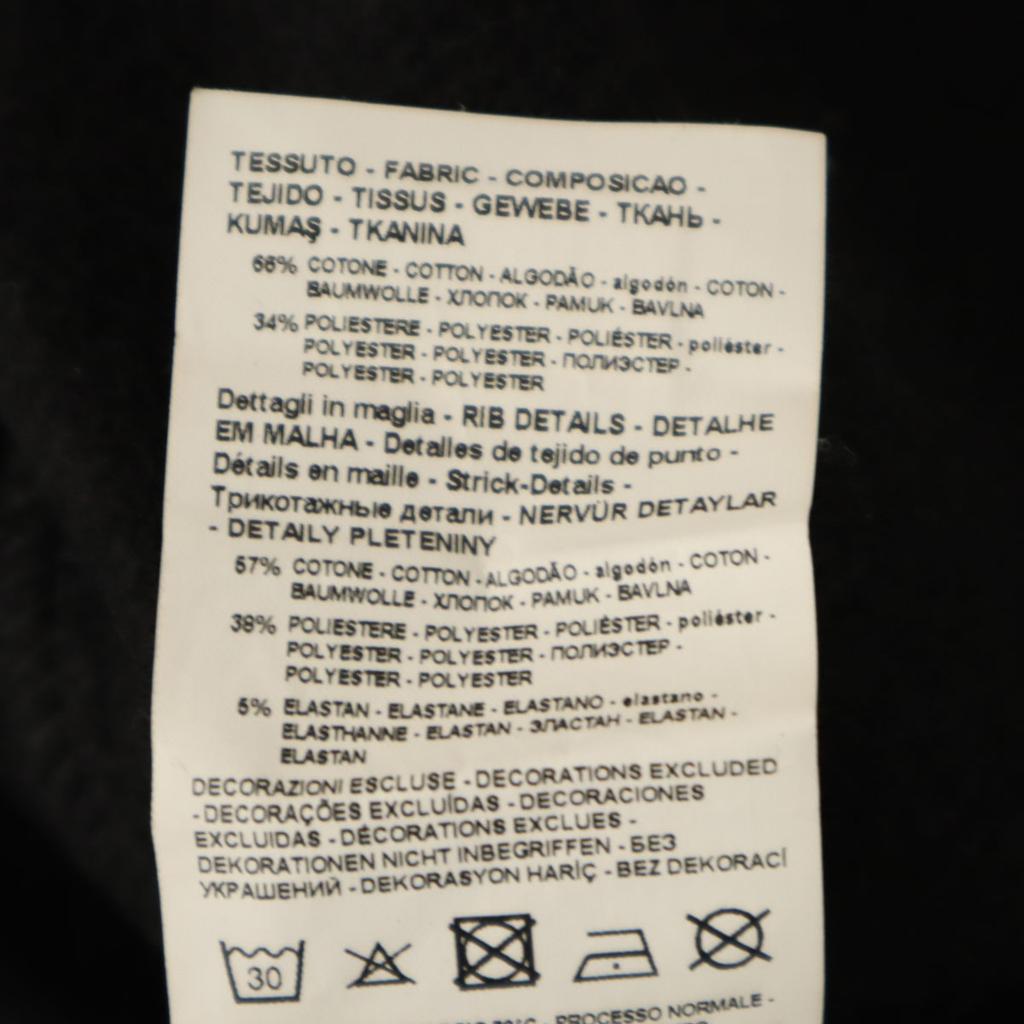 TESSUTO - FABRIC - COMPOSICAO -
TEJIDO - TISSUS - GEWEBE - ТКАНЬ -
KUMAŞ - TKANINA
66% COTONE - COTTON - ALGODÃO - algodón - COTON -
BAUMWOLLE - ХЛОПОК - PAMUK - BAVLNA
34% POLIESTERE - POLYESTER - POLIÉSTER - poliéster -
POLYESTER - POLYESTER - ПОЛИЭСТЕР -
POLYESTER - POLYESTER
Dettagli in maglia - RIB DETAILS - DETALHE
EM MALHA - Detalles de tejido de punto -
Détails en maille - Strick-Details -
Трикотажные детали - NERVÜR DETAYLAR
- DETAILY PLETENINY
57% COTONE - COTTON - ALGODÃO - algodón - COTON -
BAUMWOLLE - ХЛОПОК - PAMUK - BAVLNA
38% POLIESTERE - POLYESTER - POLIÉSTER - poliéster -
POLYESTER - POLYESTER - ПОЛИЭСТЕР -
POLYESTER - POLYESTER
5% ELASTAN - ELASTANE - ELASTANO - elastano -
ELASTHANNE - ELASTAN - ЭЛАСТАН - ELASTAN -
ELASTAN
DECORAZIONI ESCLUSE - DECORATIONS EXCLUDED
- DECORAÇÕES EXCLUÍDAS - DECORACIONES
EXCLUIDAS - DÉCORATIONS EXCLUES -
DEKORATIONEN NICHT INBEGRIFFEN - БЕЗ
УКРАШЕНИЙ - DEKORASYON HARİÇ - BEZ DEKORACÍ
30
- PROCESSO NORMALE -